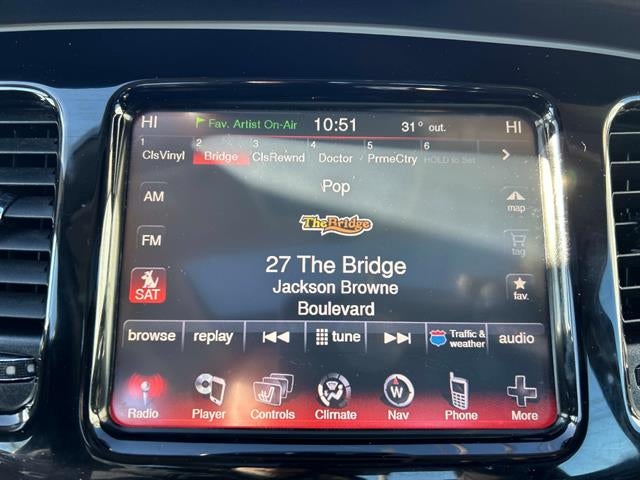 HI Fav. Artist On-Air 10:51 31° out. HI
1 2 3 4 5 6
ClsVinyl Bridge ClsRewnd Doctor PrmeCtry HOLD to Set >
Pop
AM
map
The Bridge
FM
tag
27 The Bridge
Jackson Browne
SAT
fav.
Boulevard
browse replay tune Traffic & weather audio
W
Radio Player Controls Climate Nav Phone More